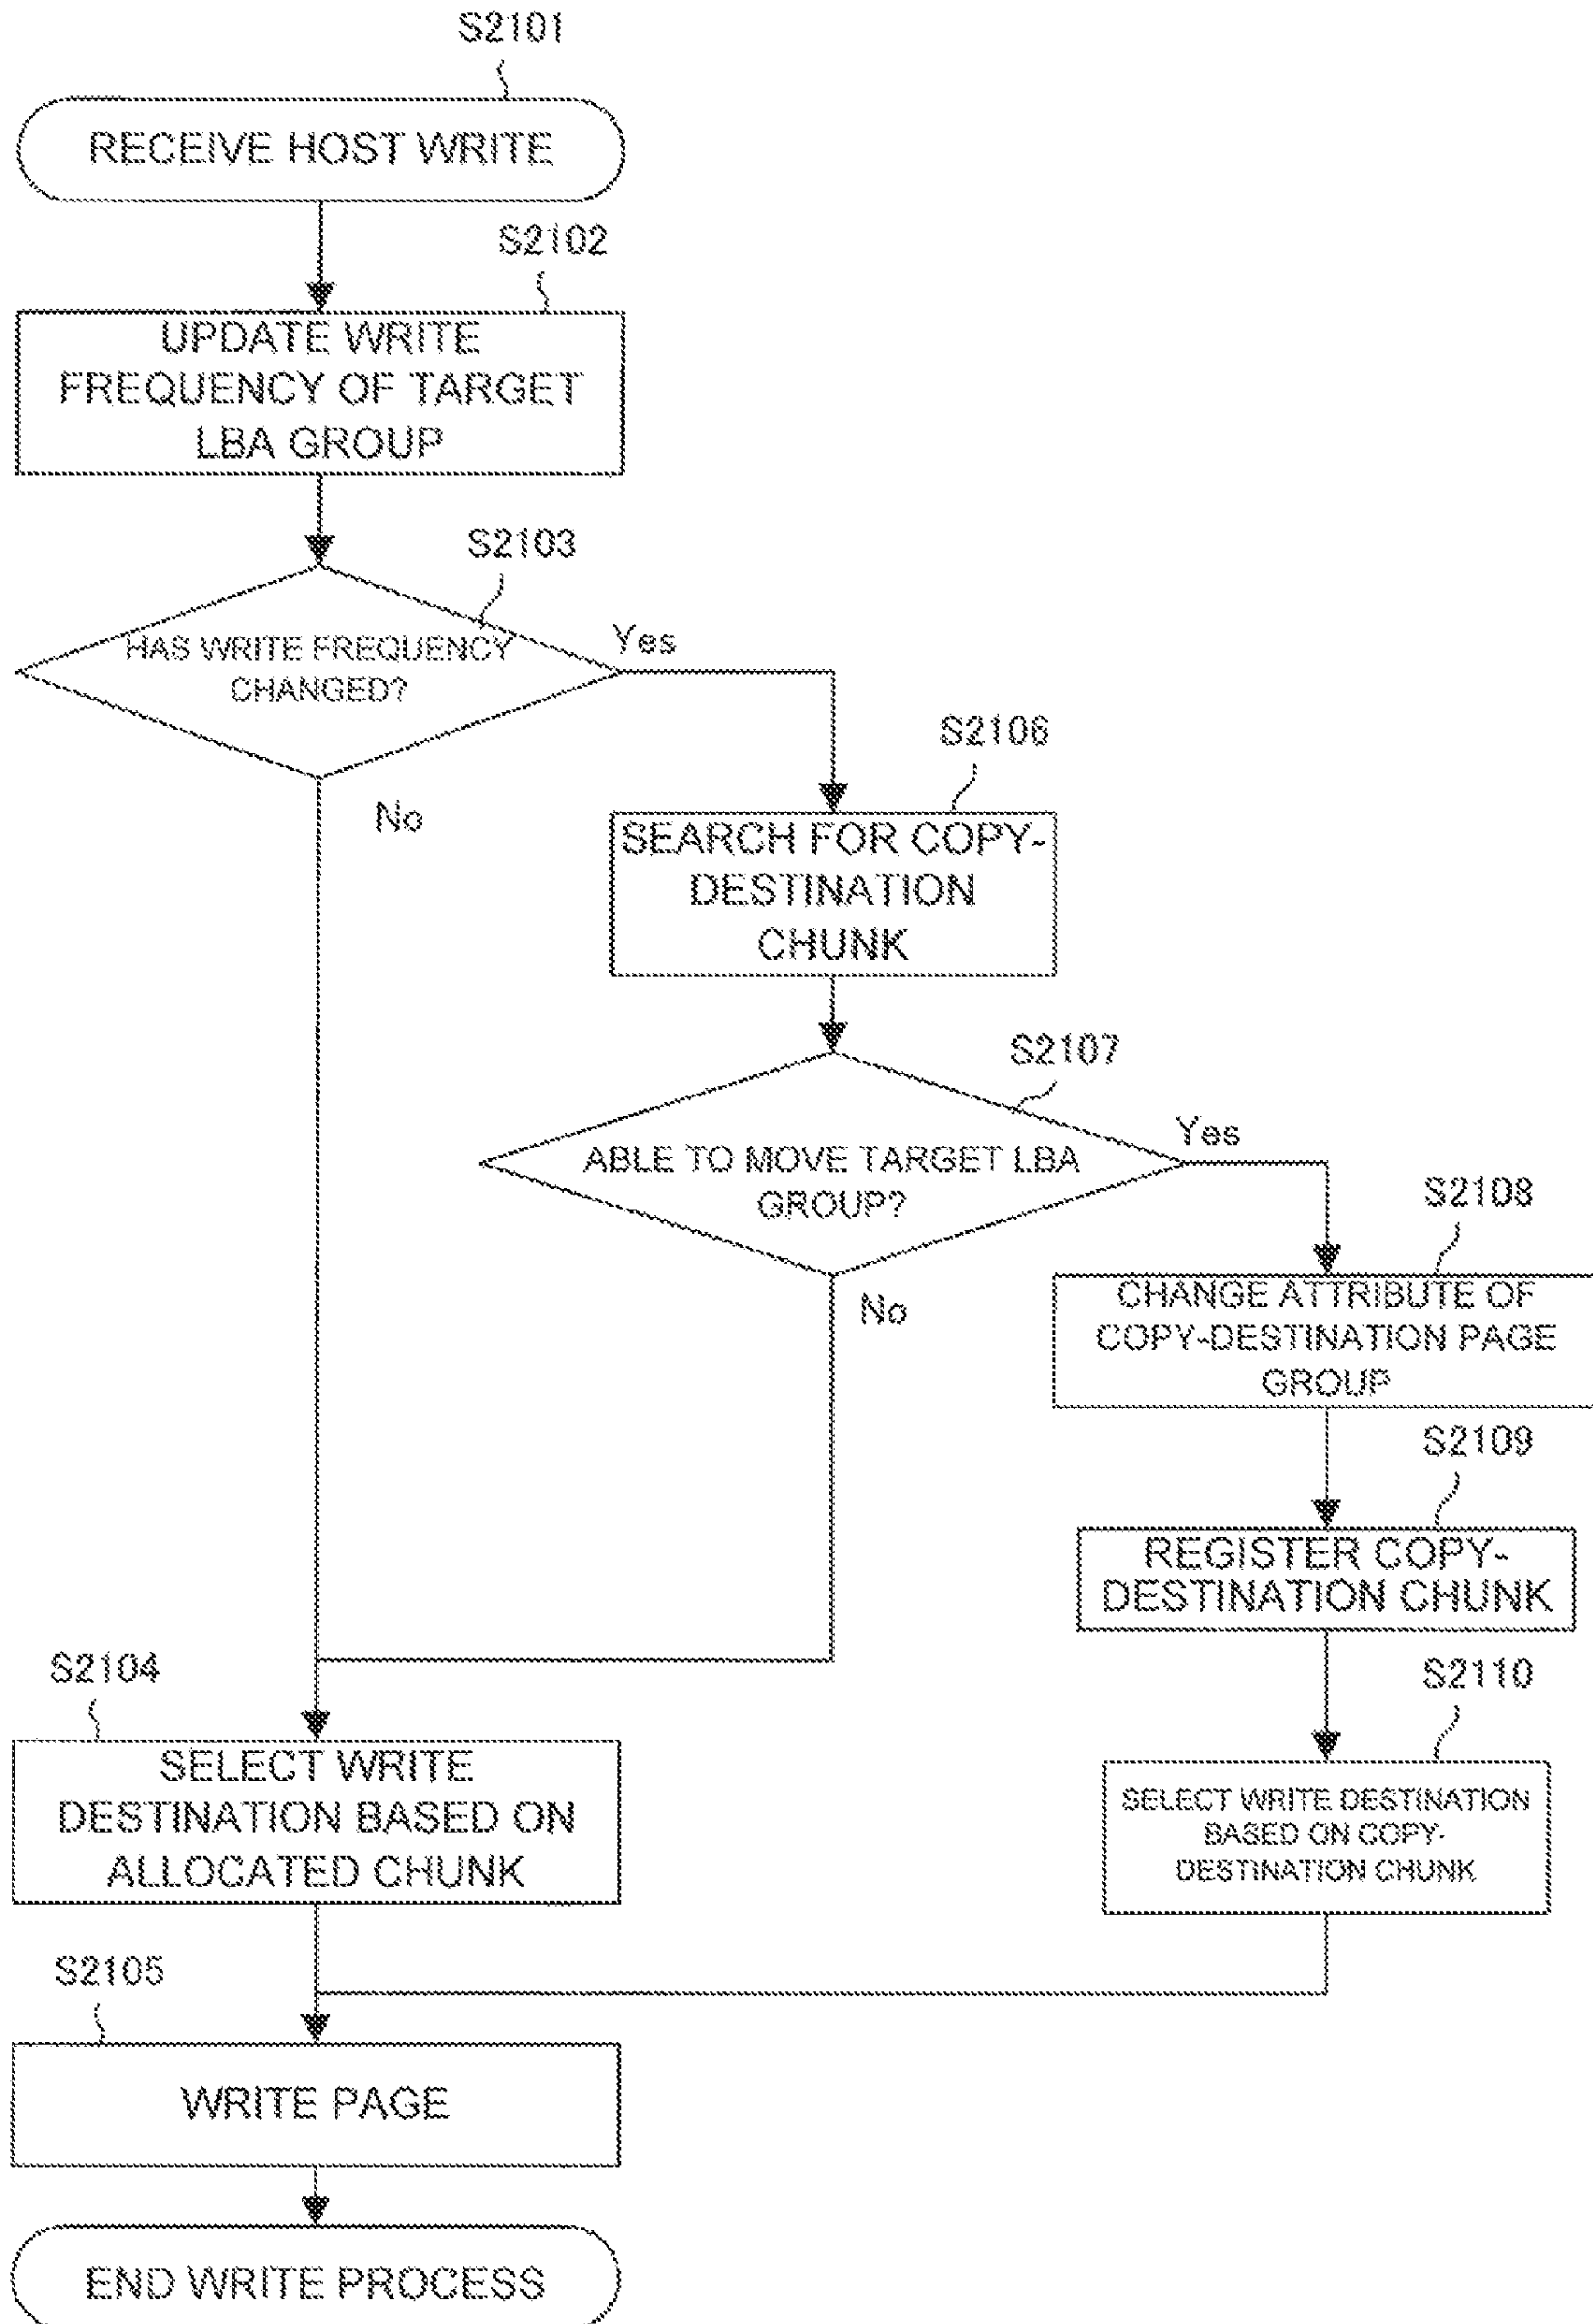 S2101
RECEIVE HOST WRITE
S2102
UPDATE WRITE
FREQUENCY OF TARGET
LBA GROUP
S2103
HAS WRITE FREQUENCY
CHANGED?
Yes
No
S2106
SEARCH FOR COPY-
DESTINATION
CHUNK
S2107
ABLE TO MOVE TARGET LBA
GROUP?
Yes
No
S2108
CHANGE ATTRIBUTE OF
COPY-DESTINATION PAGE
GROUP
S2109
REGISTER COPY-
DESTINATION CHUNK
S2110
SELECT WRITE DESTINATION
BASED ON COPY-
DESTINATION CHUNK
S2104
SELECT WRITE
DESTINATION BASED ON
ALLOCATED CHUNK
S2105
WRITE PAGE
END WRITE PROCESS